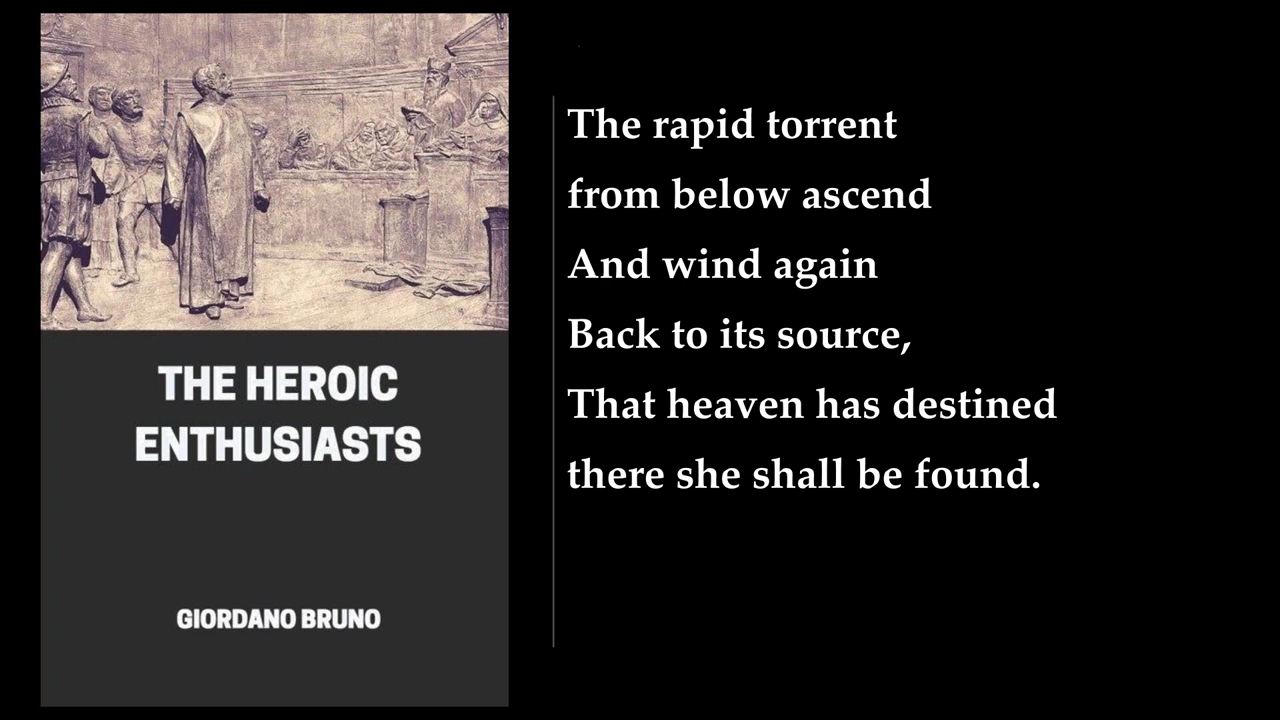 THE HEROIC
ENTHUSIASTS
GIORDANO BRUNO
The rapid torrent
from below ascend
And wind again
Back to its source,
That heaven has destined
there she shall be found.